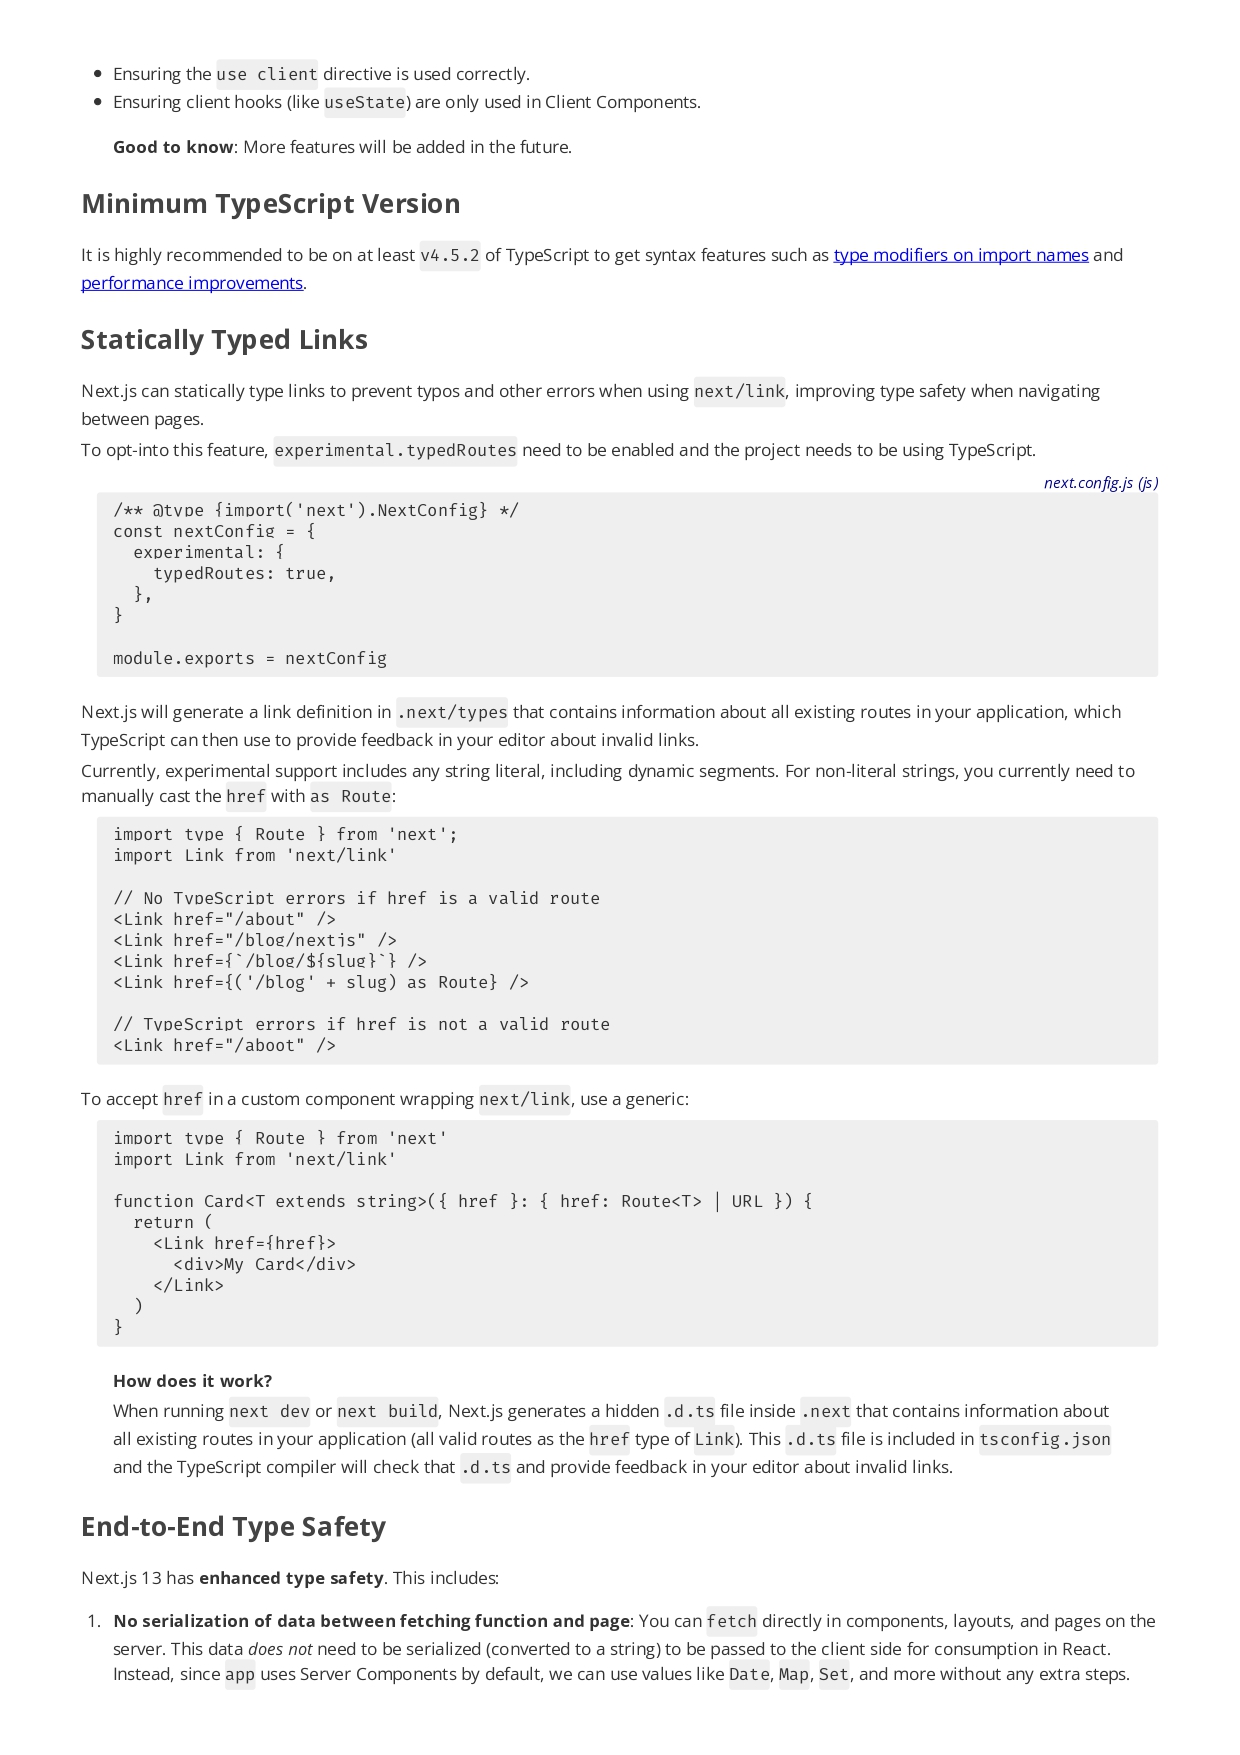 • Ensuring the use client directive is used correctly.
• Ensuring client hooks (like useState) are only used in Client Components.
Good to know: More features will be added in the future.
Minimum TypeScript Version
It is highly recommended to be on at least v4.5.2 of TypeScript to get syntax features such as type modifiers on import names and
performance improvements.
Statically Typed Links
Next.js can statically type links to prevent typos and other errors when using next/link, improving type safety when navigating
between pages.
To opt-into this feature, experimental.typedRoutes need to be enabled and the project needs to be using TypeScript.
next.config.js (js)
/** @type {import('next').NextConfig} */
const nextConfig = {
  experimental: {
    typedRoutes: true,
  },
}

module.exports = nextConfig
Next.js will generate a link definition in .next/types that contains information about all existing routes in your application, which
TypeScript can then use to provide feedback in your editor about invalid links.
Currently, experimental support includes any string literal, including dynamic segments. For non-literal strings, you currently need to
manually cast the href with as Route:
import type { Route } from 'next';
import Link from 'next/link'

// No TypeScript errors if href is a valid route
<Link href="/about" />
<Link href="/blog/nextjs" />
<Link href={`/blog/${slug}`} />
<Link href={('/blog' + slug) as Route} />

// TypeScript errors if href is not a valid route
<Link href="/aboot" />
To accept href in a custom component wrapping next/link, use a generic:
import type { Route } from 'next'
import Link from 'next/link'

function Card<T extends string>({ href }: { href: Route<T> | URL }) {
  return (
    <Link href={href}>
      <div>My Card</div>
    </Link>
  )
}
How does it work?
When running next dev or next build, Next.js generates a hidden .d.ts file inside .next that contains information about
all existing routes in your application (all valid routes as the href type of Link). This .d.ts file is included in tsconfig.json
and the TypeScript compiler will check that .d.ts and provide feedback in your editor about invalid links.
End-to-End Type Safety
Next.js 13 has enhanced type safety. This includes:
1. No serialization of data between fetching function and page: You can fetch directly in components, layouts, and pages on the
server. This data does not need to be serialized (converted to a string) to be passed to the client side for consumption in React.
Instead, since app uses Server Components by default, we can use values like Date, Map, Set, and more without any extra steps.